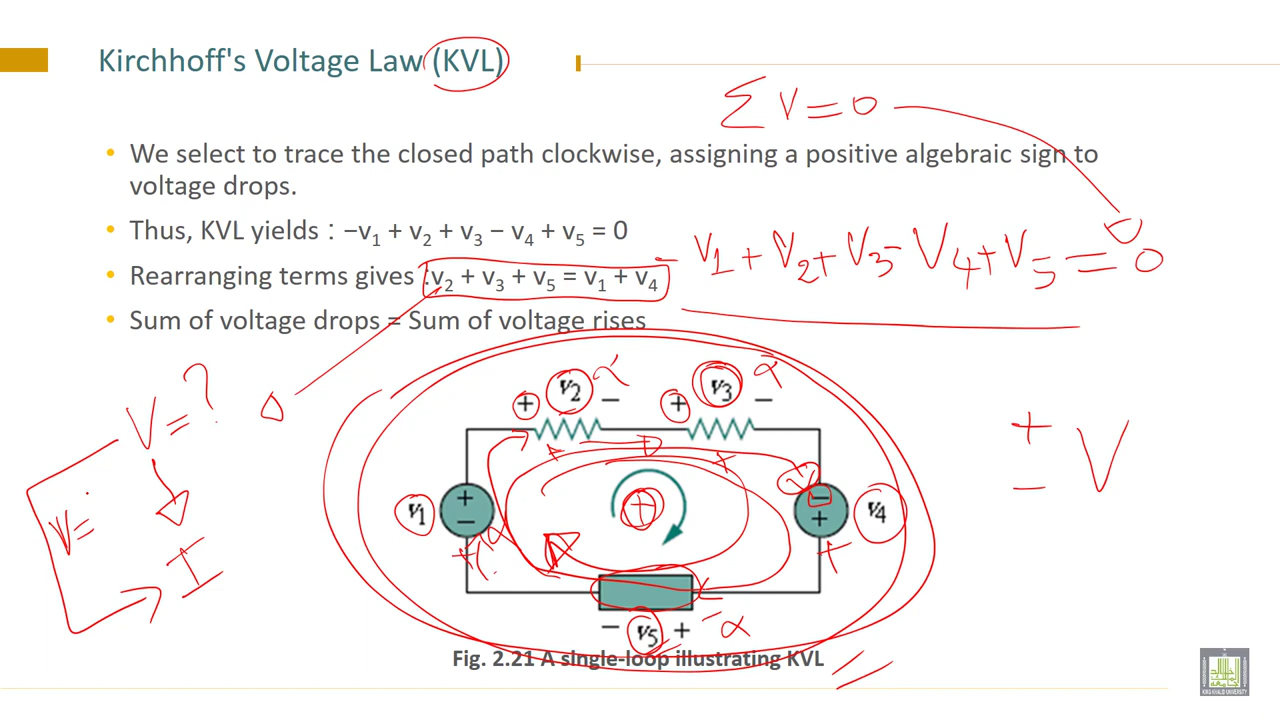 Kirchhoff's Voltage Law (KVL)
Σ V = 0
• We select to trace the closed path clockwise, assigning a positive algebraic sign to
voltage drops.
• Thus, KVL yields : −v1 + v2 + v3 − v4 + v5 = 0
- V1 + V2 + V3 - V4 + V5 = 0
• Rearranging terms gives :v2 + v3 + v5 = v1 + v4
• Sum of voltage drops = Sum of voltage rises
V = ?
V =
I
+ v2 −
+ v3 −
v1
+
−
+
−
+
v4
+
− V
− v5 +
Fig. 2.21 A single-loop illustrating KVL
KING KHALID UNIVERSITY